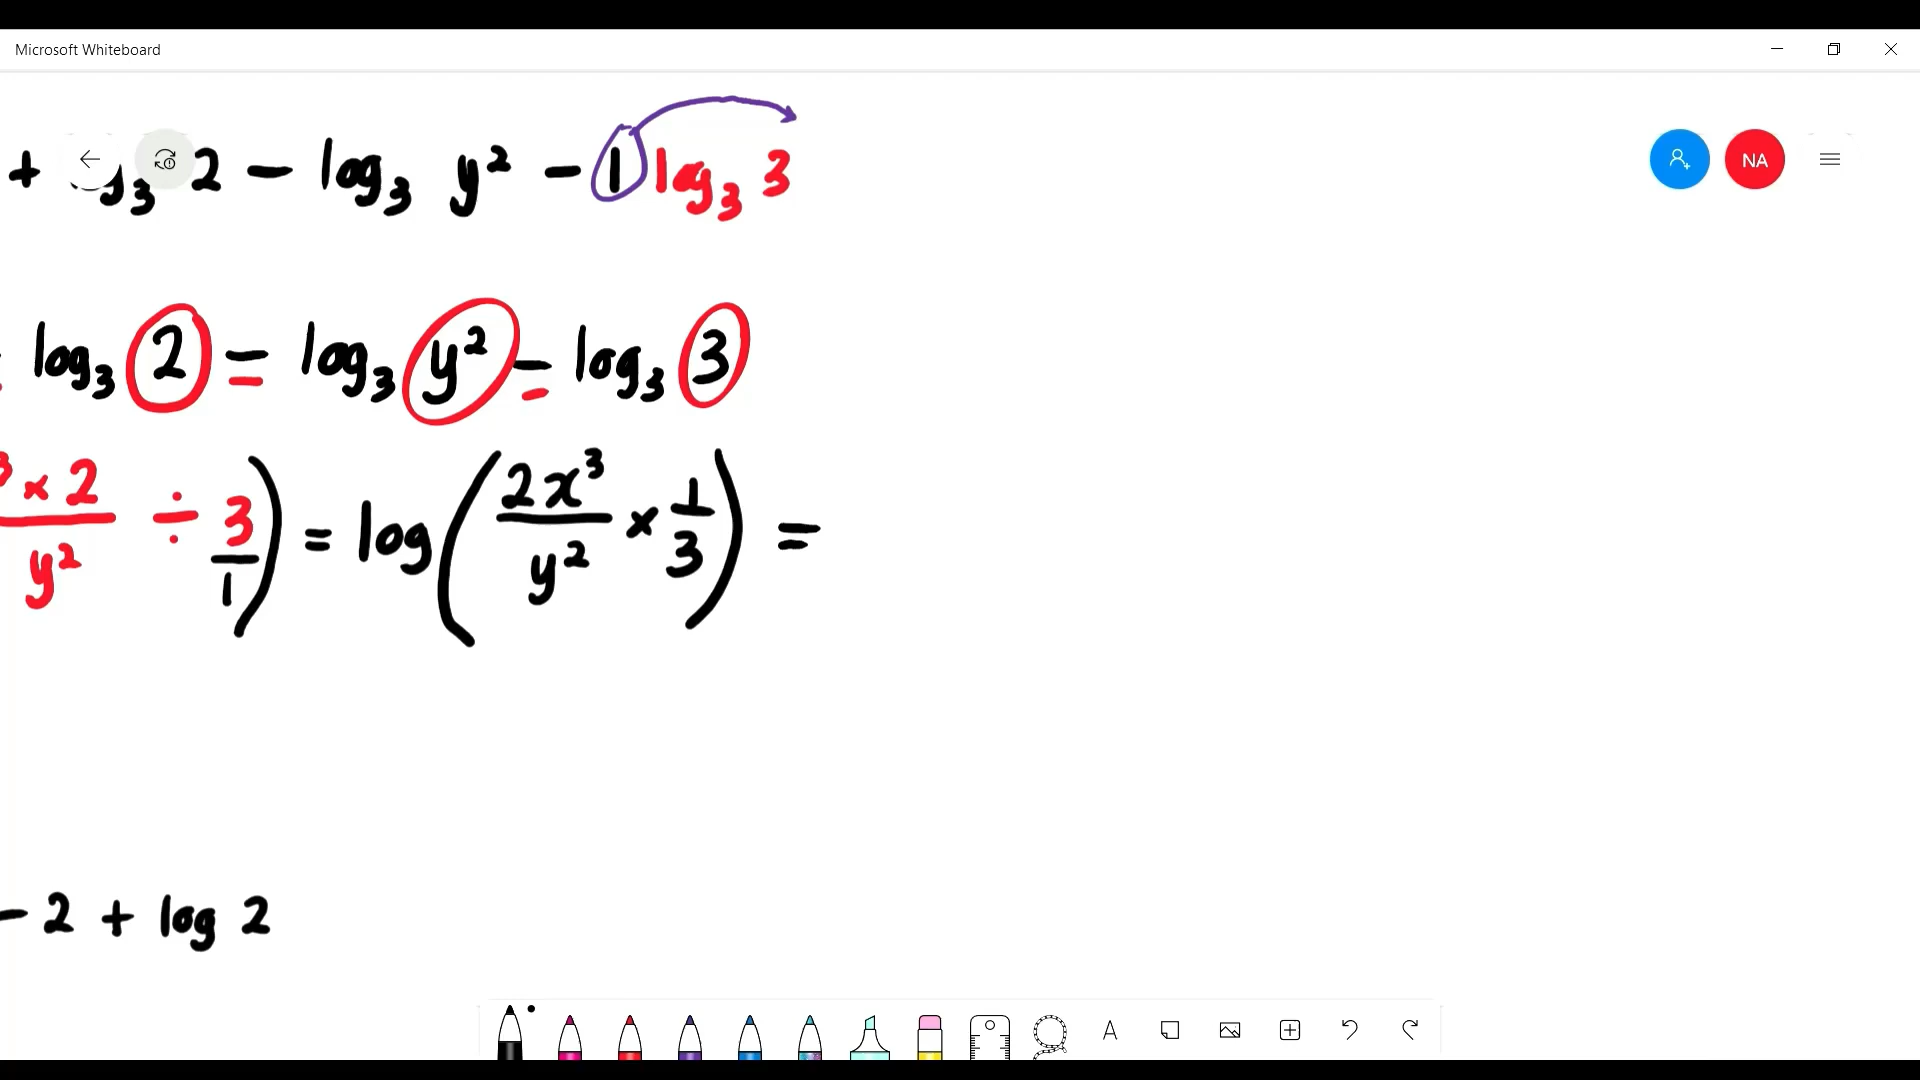 Microsoft Whiteboard
+ log₃ 2 − log₃ y² − 1 log₃ 3
NA
log₃ 2 − log₃ y² − log₃ 3
³ × 2 / y² ÷ 3/1) = log(2x³/y² × 1/3) =
− 2 + log 2